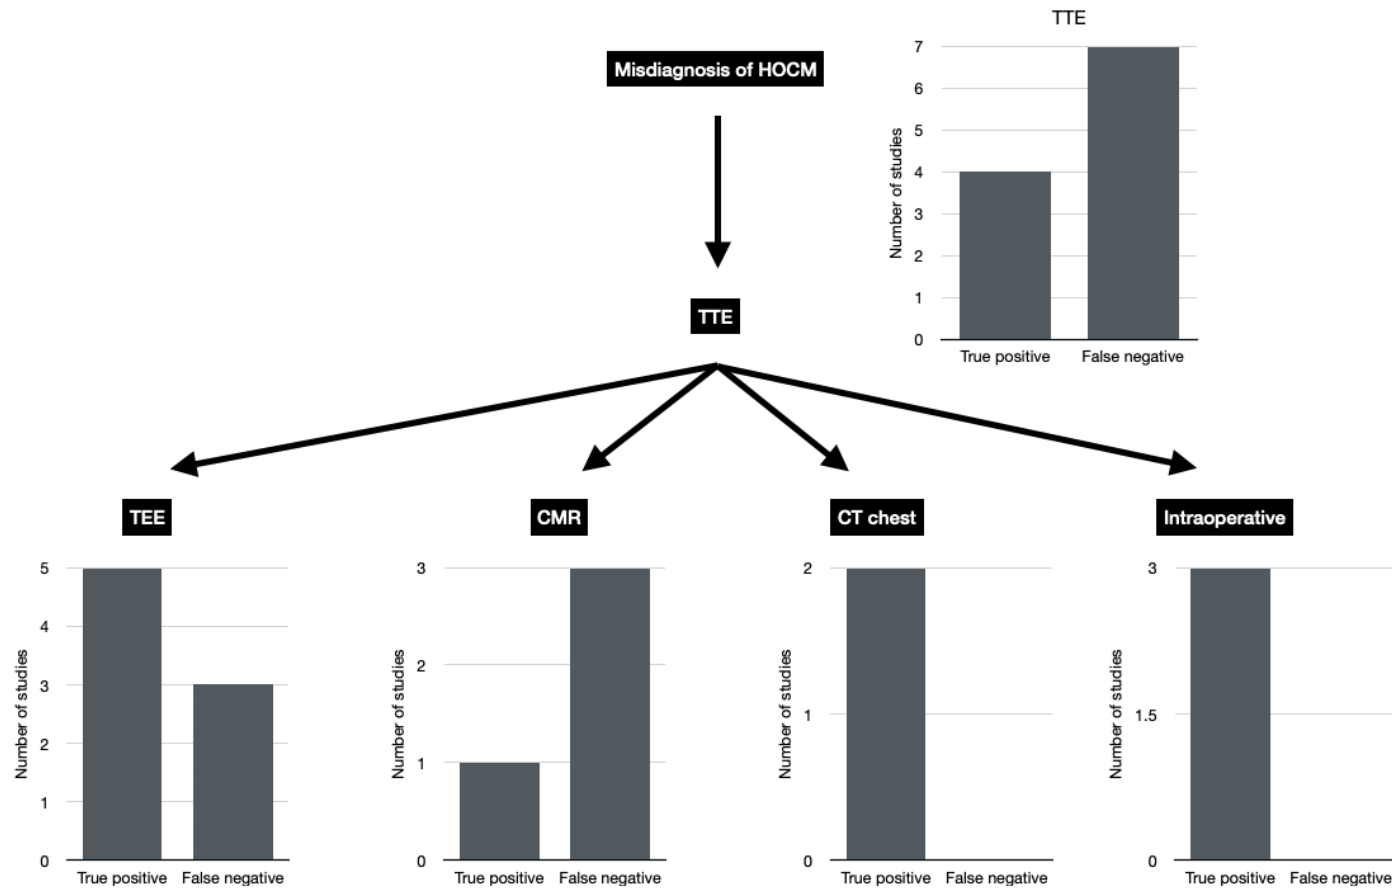 TTE
Misdiagnosis of HOCM
7
6
5
4
3
2
1
0
Number of studies
True positive False negative
TTE
TEE
CMR
CT chest
Intraoperative
5
4
3
2
1
0
Number of studies
True positive False negative
3
2
1
0
Number of studies
True positive False negative
2
1
0
Number of studies
True positive False negative
3
1.5
0
Number of studies
True positive False negative